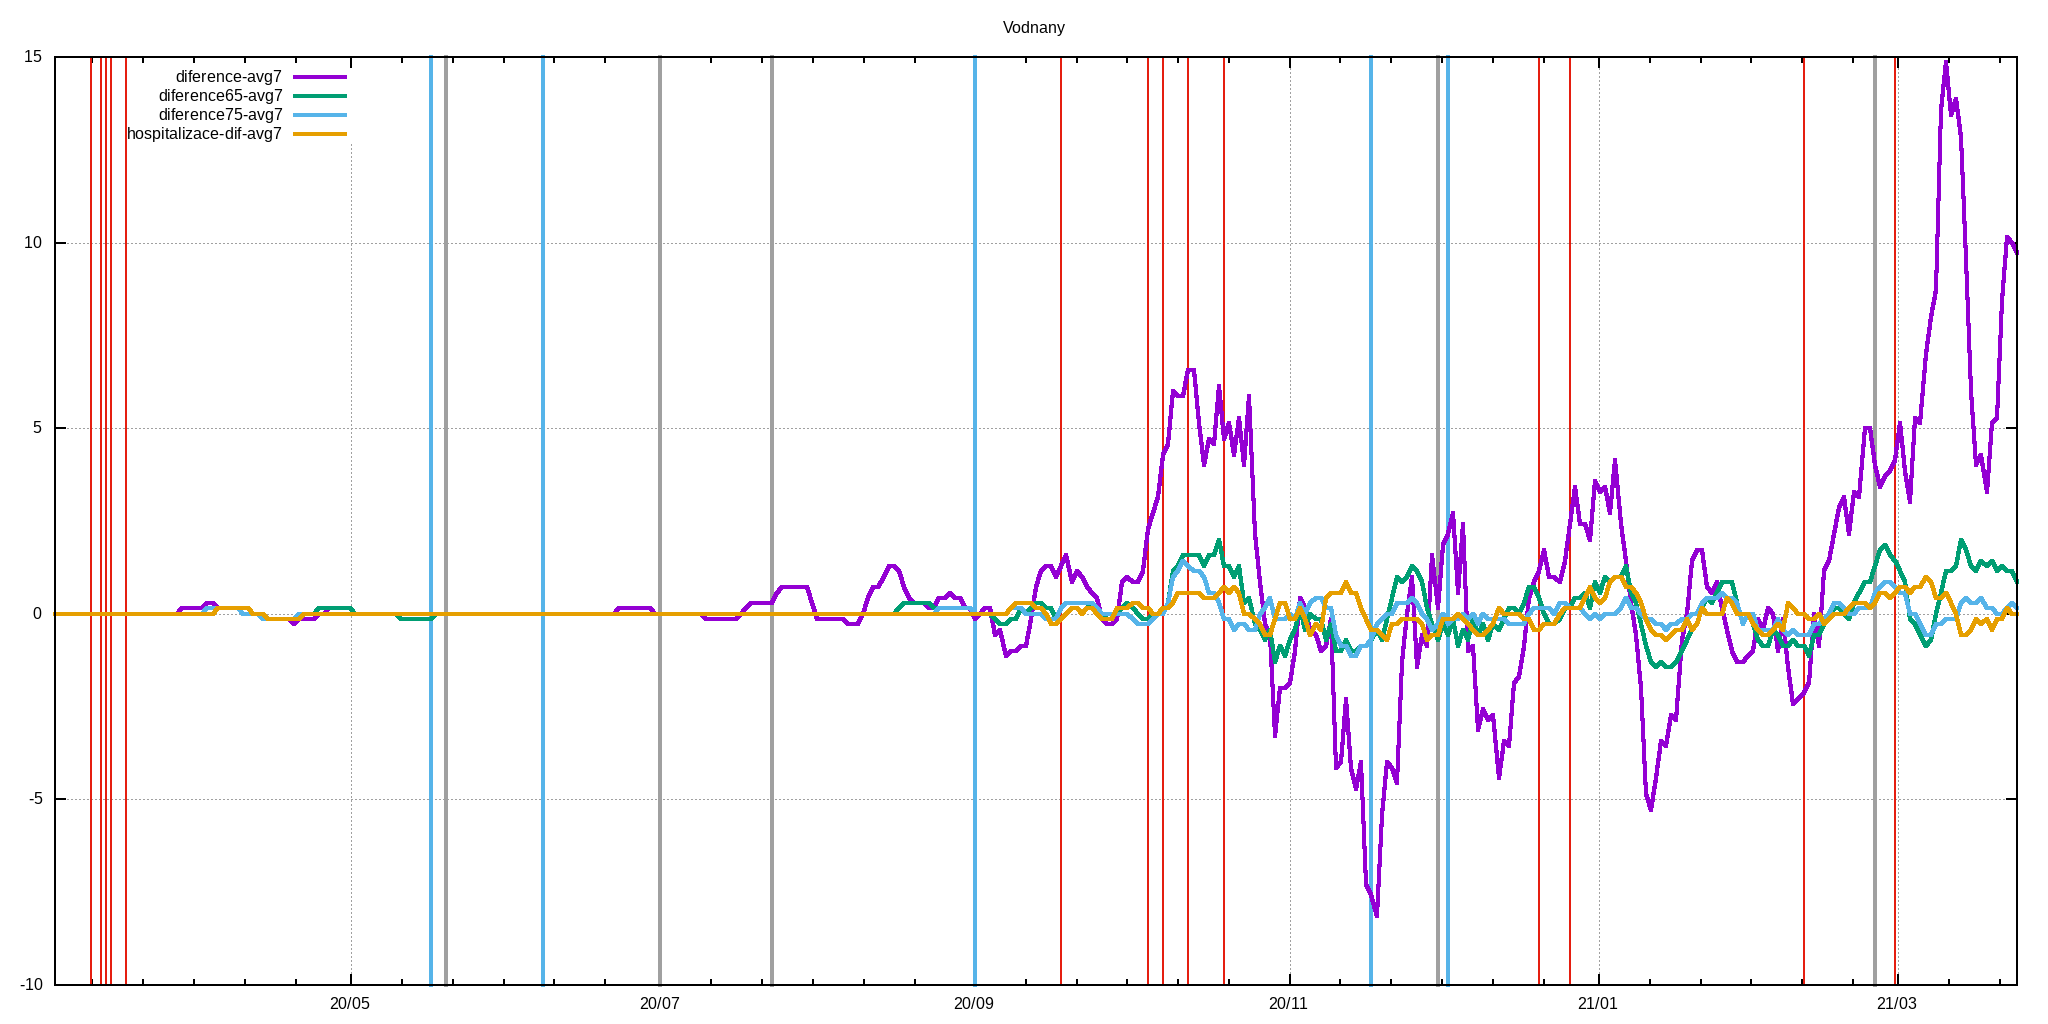 Vodnany
15
diference-avg7
diference65-avg7
diference75-avg7
hospitalizace-dif-avg7
10
5
0
-5
-10
20/05 20/07 20/09 20/11 21/01 21/03